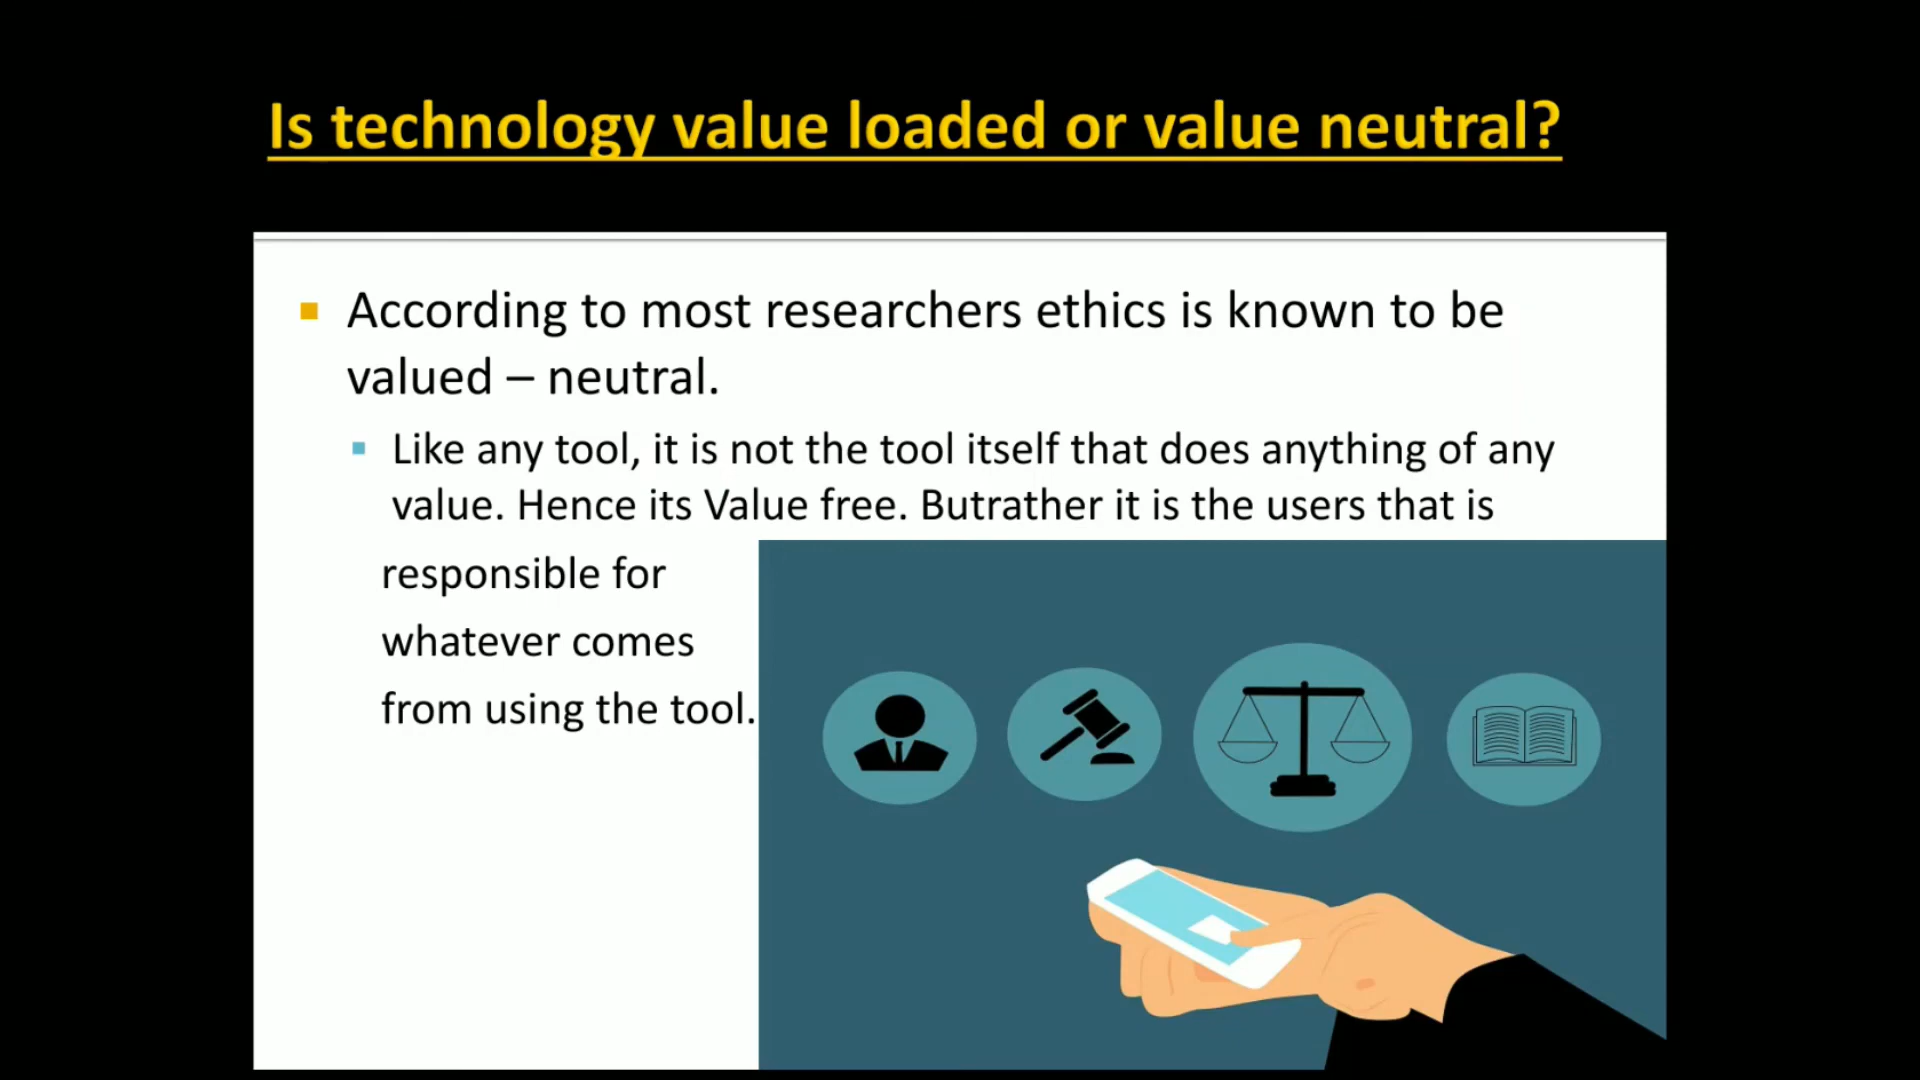 Is technology value loaded or value neutral?
According to most researchers ethics is known to be
valued – neutral.
Like any tool, it is not the tool itself that does anything of any
value. Hence its Value free. Butrather it is the users that is
responsible for
whatever comes
from using the tool.